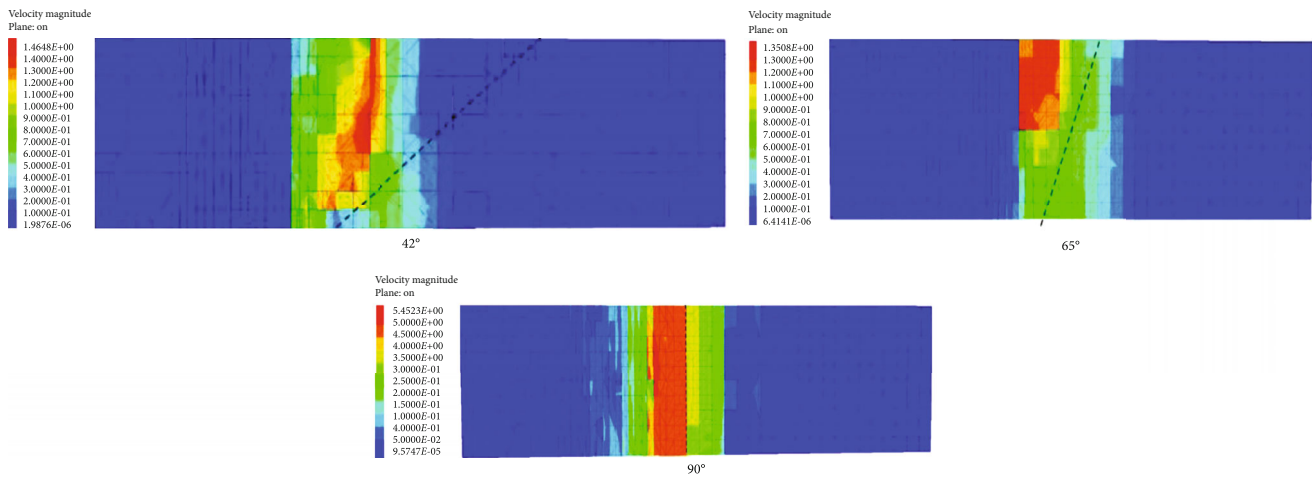 Velocity magnitude
Plane: on
1.4648E+00
1.4000E+00
1.3000E+00
1.2000E+00
1.1000E+00
1.0000E+00
9.0000E-01
8.0000E-01
7.0000E-01
6.0000E-01
5.0000E-01
4.0000E-01
3.0000E-01
2.0000E-01
1.0000E-01
1.9876E-06
42°
Velocity magnitude
Plane: on
1.3508E+00
1.3000E+00
1.2000E+00
1.1000E+00
1.0000E+00
9.0000E-01
8.0000E-01
7.0000E-01
6.0000E-01
5.0000E-01
4.0000E-01
3.0000E-01
2.0000E-01
1.0000E-01
6.4141E-06
65°
Velocity magnitude
Plane: on
5.4523E+00
5.0000E+00
4.5000E+00
4.0000E+00
3.5000E+00
3.0000E-01
2.5000E-01
2.0000E-01
1.5000E-01
1.0000E-01
4.0000E-01
5.0000E-02
9.5747E-05
90°